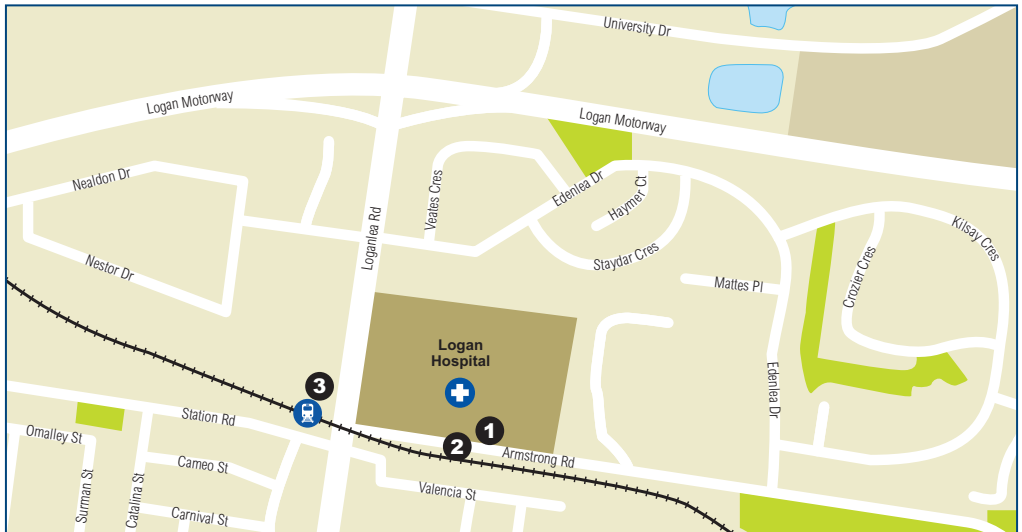 University Dr
Logan Motorway
Logan Motorway
Nealdon Dr
Veates Cres
Edenlea Dr
Haymer Ct
Loganlea Rd
Staydar Cres
Kilsay Cres
Nestor Dr
Crozier Cres
Mattes Pl
Logan
Hospital
3
Edenlea Dr
Station Rd
1
2
Omalley St
Armstrong Rd
Cameo St
Surman St
Catalina St
Valencia St
Carnival St